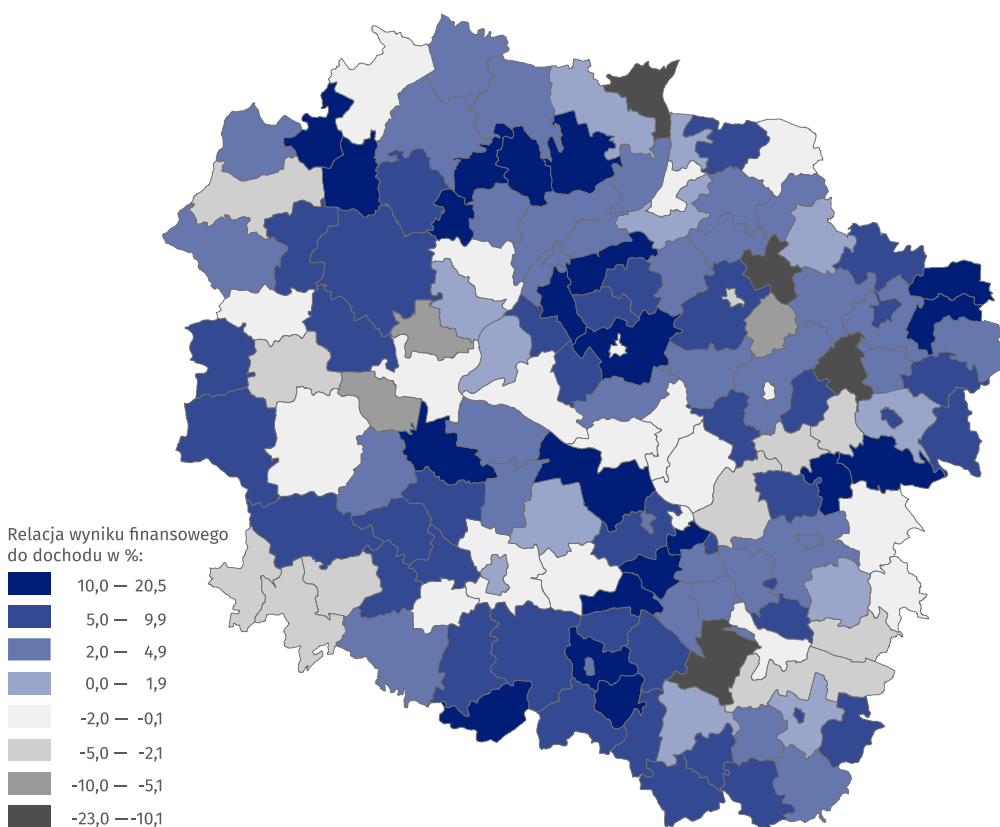 Relacja wyniku finansowego
do dochodu w %:
10,0 — 20,5
5,0 — 9,9
2,0 — 4,9
0,0 — 1,9
-2,0 — -0,1
-5,0 — -2,1
-10,0 — -5,1
-23,0 — -10,1